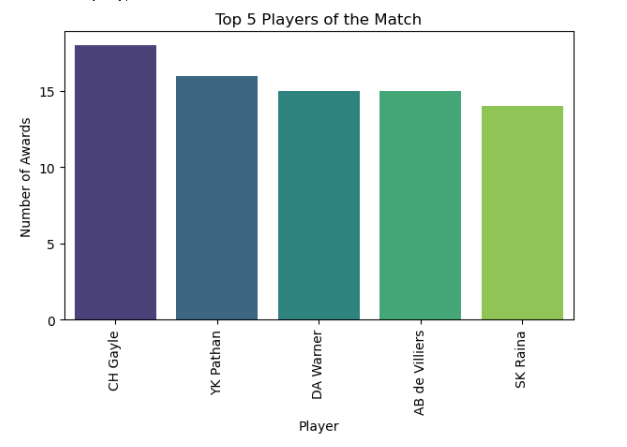 Top 5 Players of the Match
Number of Awards
15
10
5
0
CH Gayle
YK Pathan
DA Warner
AB de Villiers
SK Raina
Player